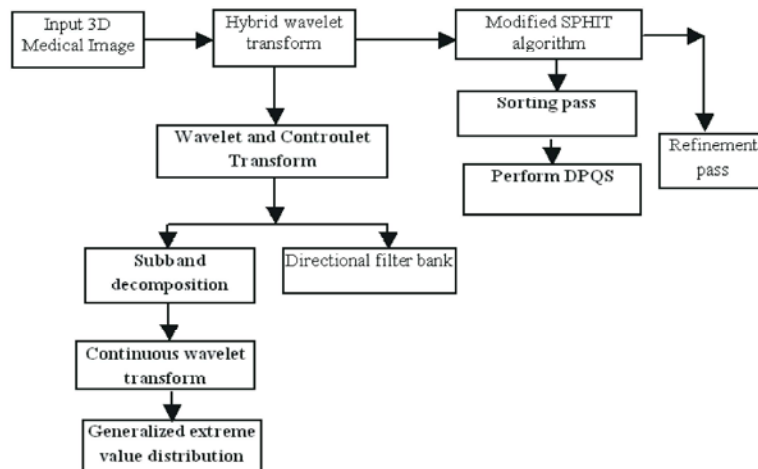 Input 3D
Medical Image
Hybrid wavelet
transform
Modified SPHIT
algorithm
Sorting pass
Wavelet and Controulet
Transform
Refinement
pass
Perform DPQS
Subband
decomposition
Directional filter bank
Continuous wavelet
transform
Generalized extreme
value distribution